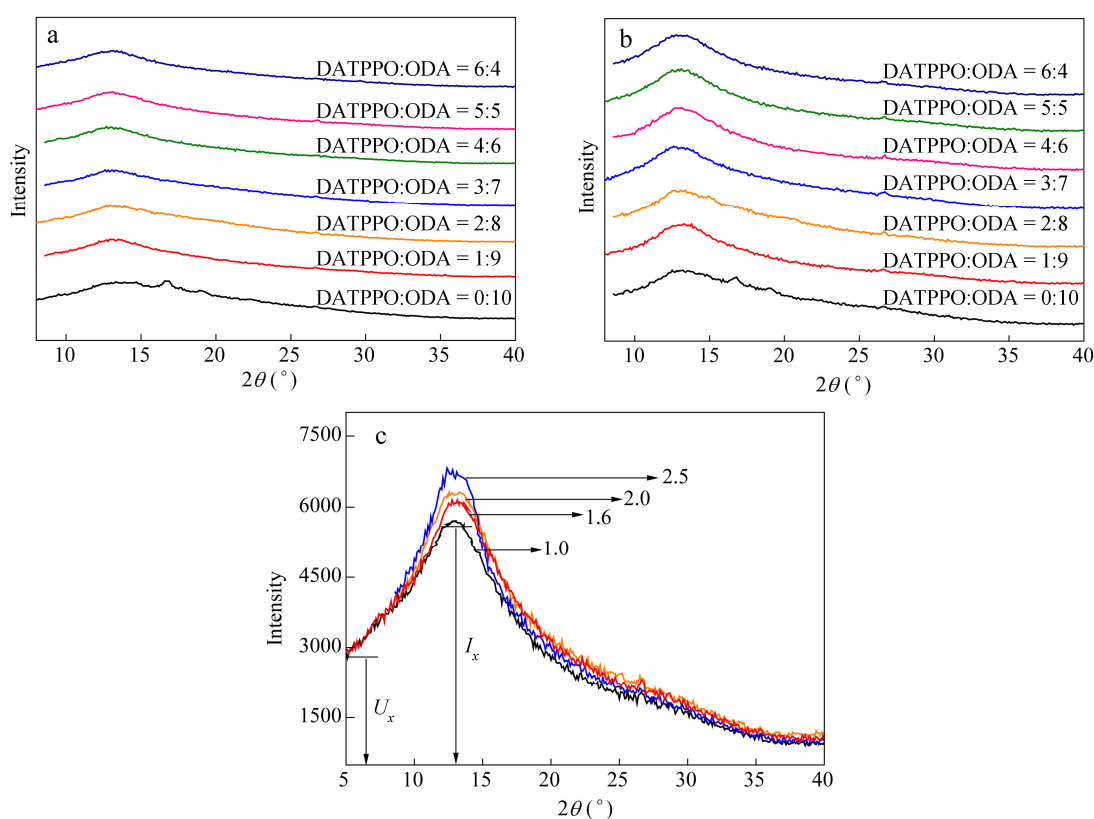 a
DATPPO:ODA = 6:4
DATPPO:ODA = 5:5
DATPPO:ODA = 4:6
DATPPO:ODA = 3:7
DATPPO:ODA = 2:8
DATPPO:ODA = 1:9
DATPPO:ODA = 0:10
Intensity
10 15 20 25 30 35 40
2θ (°)
b
DATPPO:ODA = 6:4
DATPPO:ODA = 5:5
DATPPO:ODA = 4:6
DATPPO:ODA = 3:7
DATPPO:ODA = 2:8
DATPPO:ODA = 1:9
DATPPO:ODA = 0:10
Intensity
10 15 20 25 30 35 40
2θ (°)
c
7500
6000
4500
3000
1500
Intensity
2.5
2.0
1.6
1.0
Iₓ
Uₓ
5 10 15 20 25 30 35 40
2θ (°)